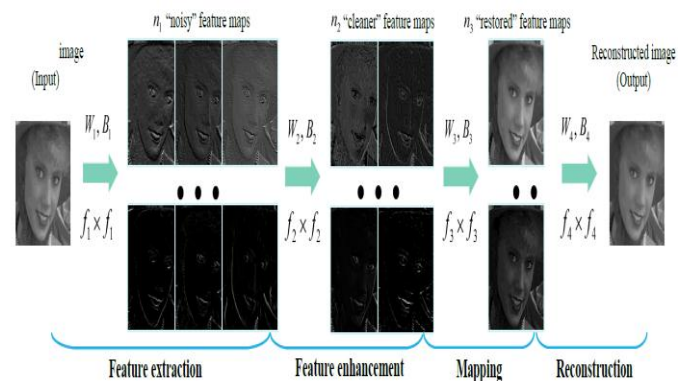 n₁ “noisy” feature maps
n₂ “cleaner” feature maps
n₃ “restored” feature maps
image
(Input)
Reconstructed image
(Output)
W₁, B₁
W₂, B₂
W₃, B₃
W₄, B₄
f₁ × f₁
f₂ × f₂
f₃ × f₃
f₄ × f₄
Feature extraction
Feature enhancement
Mapping
Reconstruction